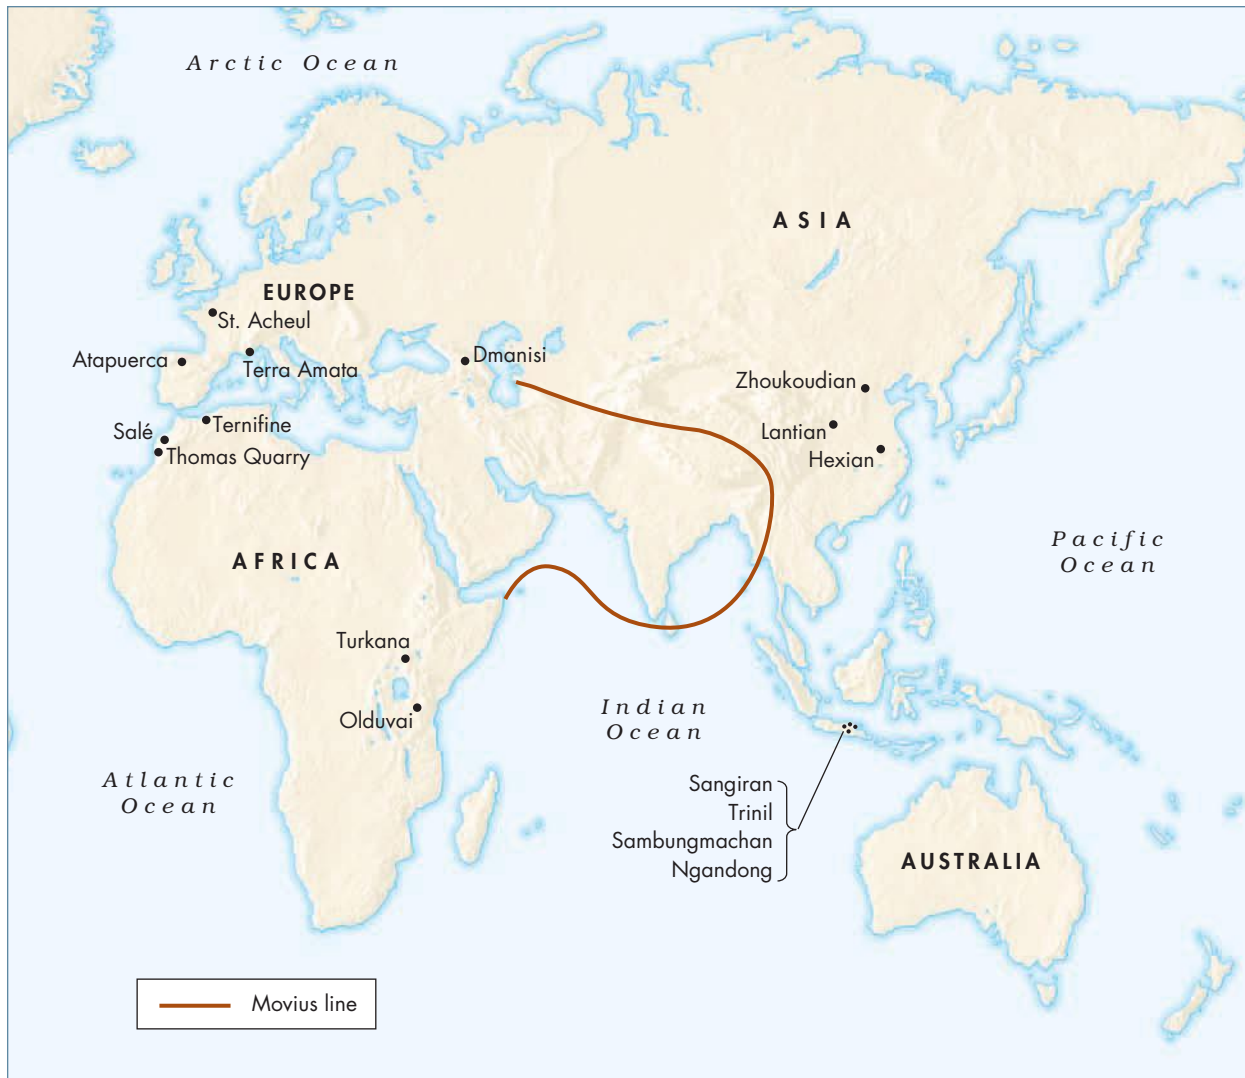 Arctic Ocean
ASIA
EUROPE
St. Acheul
Atapuerca
Terra Amata
Dmanisi
Zhoukoudian
Salé
Ternifine
Thomas Quarry
Lantian
Hexian
AFRICA
Pacific
Ocean
Turkana
Olduvai
Indian
Ocean
Atlantic
Ocean
Sangiran
Trinil
Sambungmachan
Ngandong
AUSTRALIA
Movius line